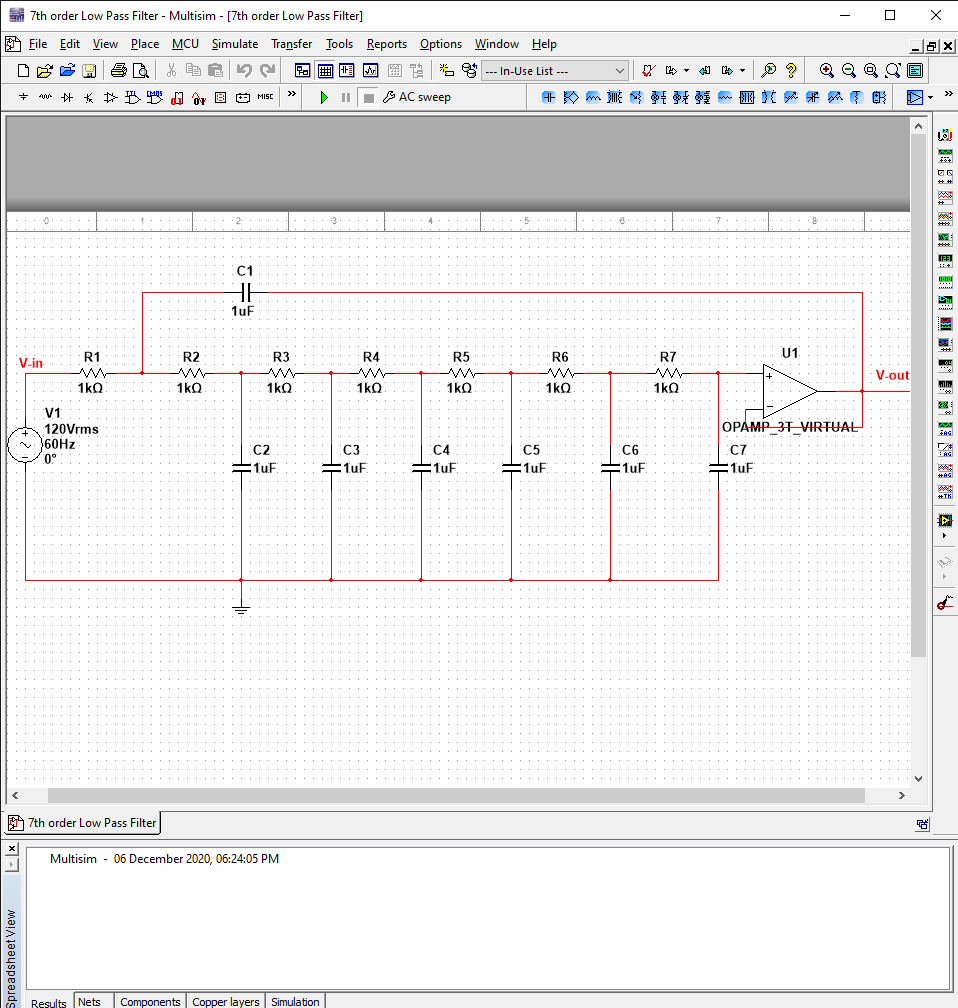 7th order Low Pass Filter - Multisim - [7th order Low Pass Filter]
File Edit View Place MCU Simulate Transfer Tools Reports Options Window Help
--- In-Use List ---
MISC AC sweep
0 1 2 3 4 5 6 7 8
C1
1uF
V-in R1 R2 R3 R4 R5 R6 R7 U1
1kΩ 1kΩ 1kΩ 1kΩ 1kΩ 1kΩ 1kΩ V-out
V1
120Vrms
60Hz
0°
OPAMP_3T_VIRTUAL
C2 C3 C4 C5 C6 C7
1uF 1uF 1uF 1uF 1uF 1uF
7th order Low Pass Filter
Multisim - 06 December 2020, 06:24:05 PM
Spreadsheet View
Results Nets Components Copper layers Simulation